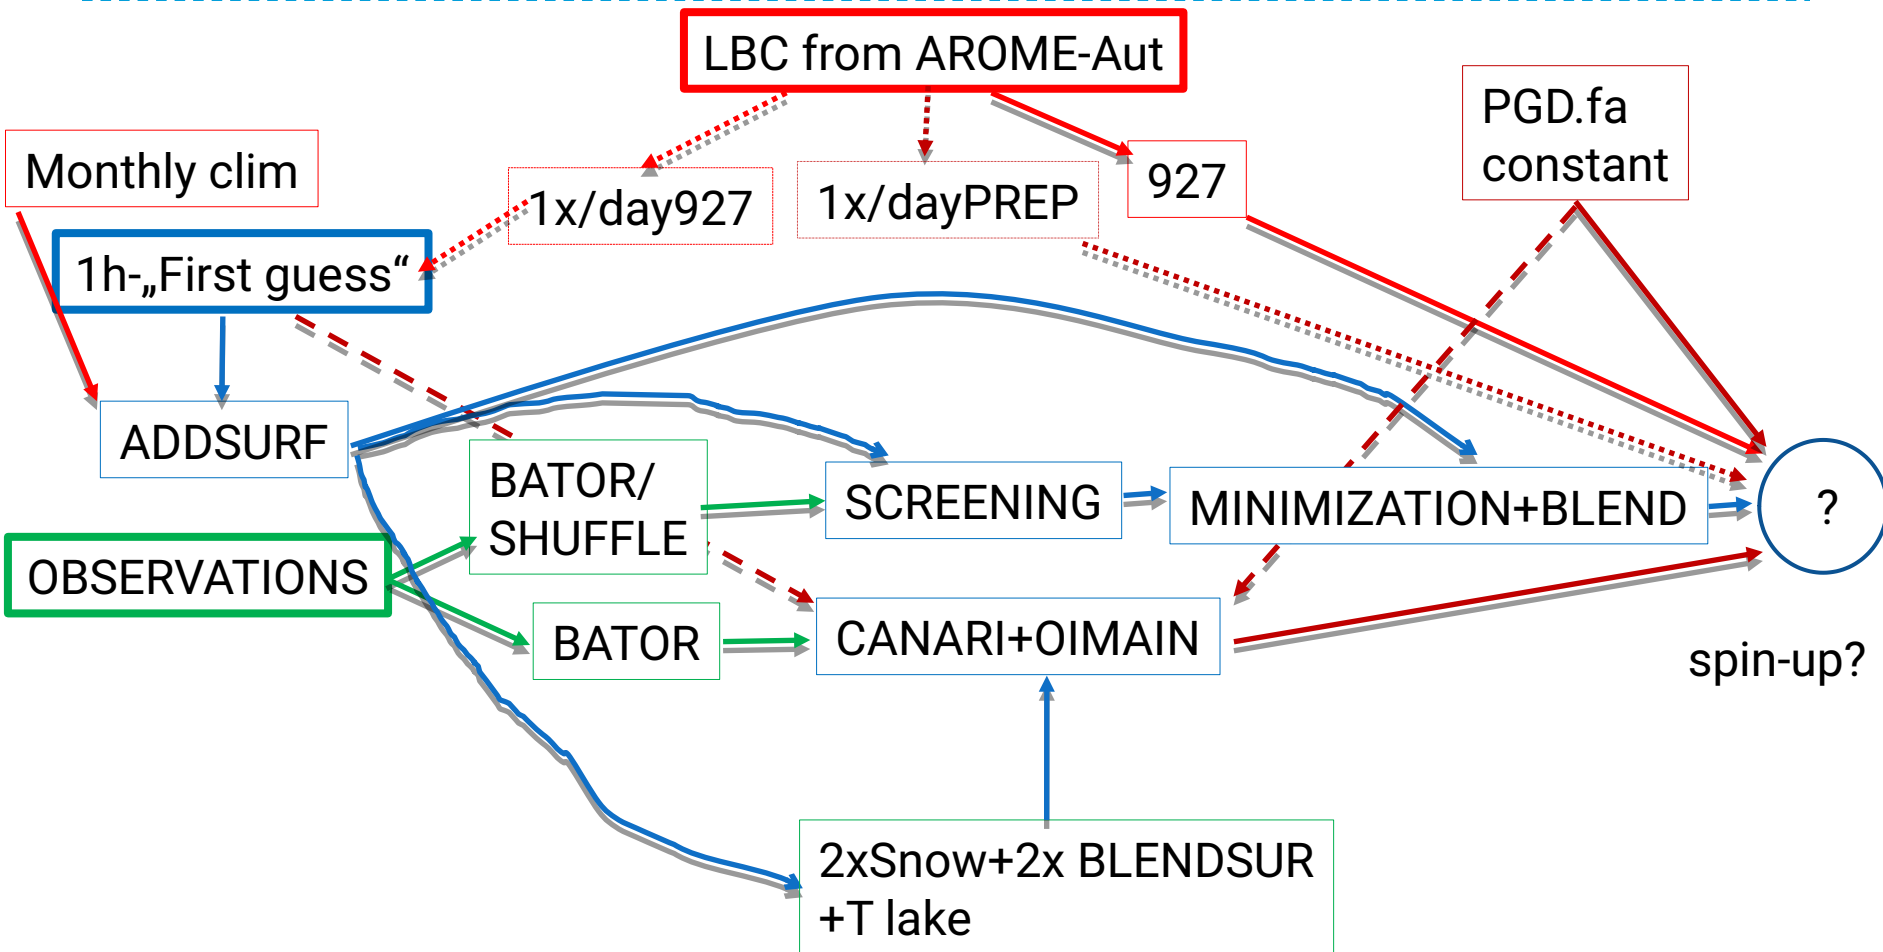 LBC from AROME-Aut
PGD.fa
constant
Monthly clim
1x/day927
1x/dayPREP
927
1h-„First guess“
ADDSURF
BATOR/
SHUFFLE
SCREENING
MINIMIZATION+BLEND
?
OBSERVATIONS
BATOR
CANARI+OIMAIN
spin-up?
2xSnow+2x BLENDSUR
+T lake